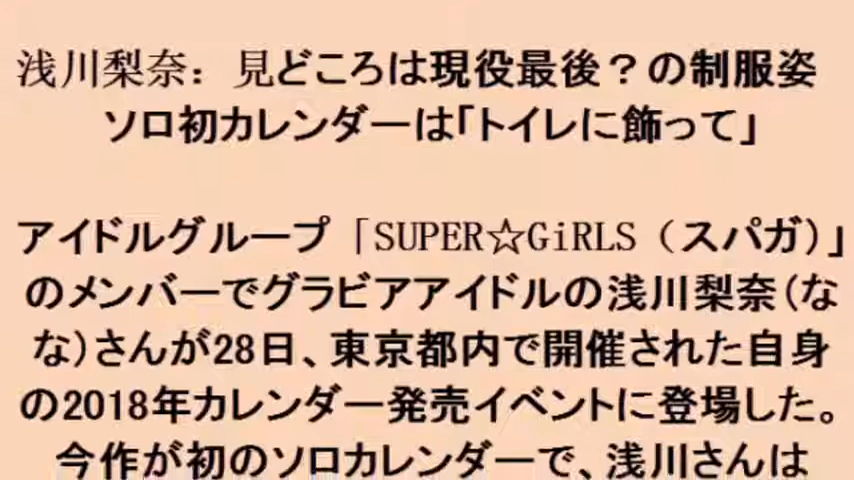 浅川梨奈：見どころは現役最後？の制服姿
ソロ初カレンダーは｢トイレに飾って｣
アイドルグループ「SUPER☆GiRLS（スパガ）」
のメンバーでグラビアアイドルの浅川梨奈(な
な)さんが28日、東京都内で開催された自身
の2018年カレンダー発売イベントに登場した。
今作が初のソロカレンダーで、浅川さんは